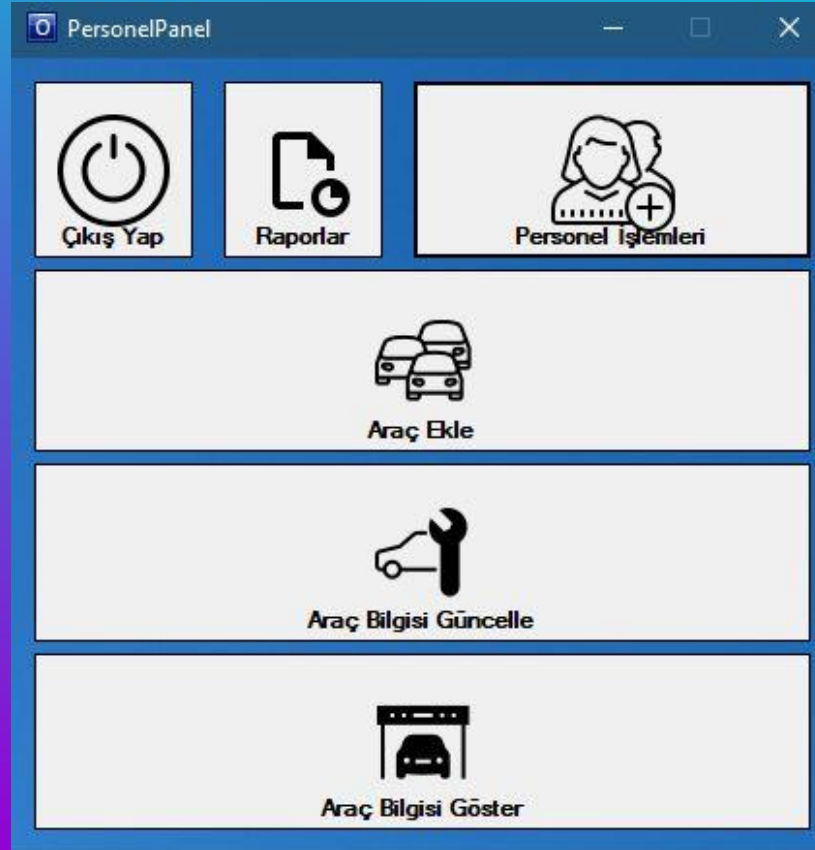 O PersonelPanel
Çıkış Yap
Raporlar
Personel İşlemleri
Araç Ekle
Araç Bilgisi Güncelle
Araç Bilgisi Göster